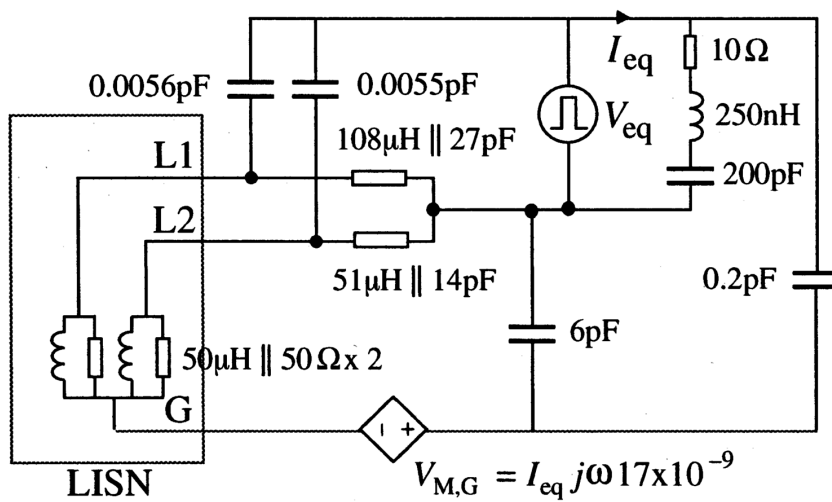 I_eq
10Ω
0.0056pF
0.0055pF
V_eq
250nH
108μH || 27pF
L1
200pF
L2
51μH || 14pF
0.2pF
6pF
50μH || 50Ω x 2
G
- +
LISN
V_M,G = I_eq jω 17x10⁻⁹